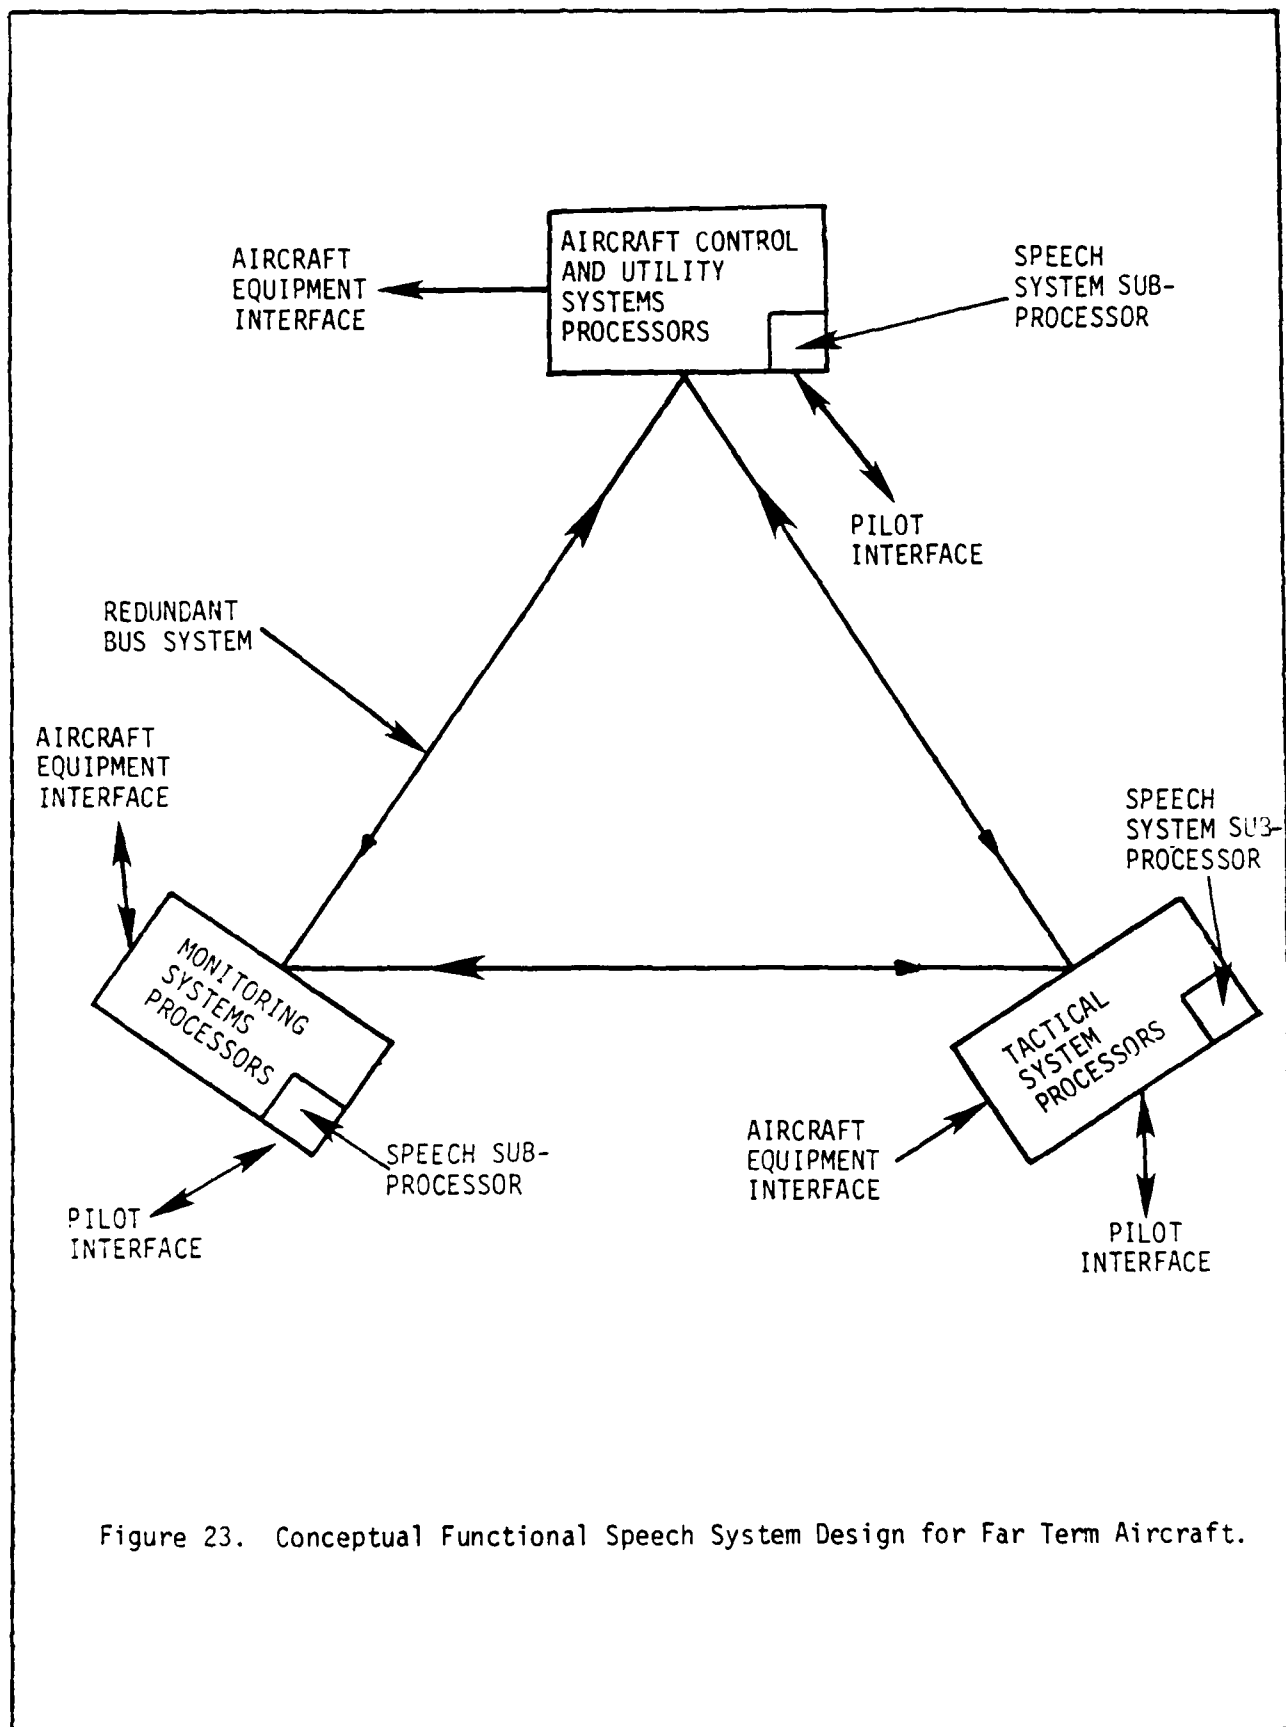 AIRCRAFT
EQUIPMENT
INTERFACE
AIRCRAFT CONTROL
AND UTILITY
SYSTEMS
PROCESSORS
SPEECH
SYSTEM SUB-
PROCESSOR
PILOT
INTERFACE
REDUNDANT
BUS SYSTEM
AIRCRAFT
EQUIPMENT
INTERFACE
SPEECH
SYSTEM SUB-
PROCESSOR
MONITORING
SYSTEMS
PROCESSORS
TACTICAL
SYSTEM
PROCESSORS
SPEECH SUB-
PROCESSOR
AIRCRAFT
EQUIPMENT
INTERFACE
PILOT
INTERFACE
PILOT
INTERFACE
Figure 23. Conceptual Functional Speech System Design for Far Term Aircraft.